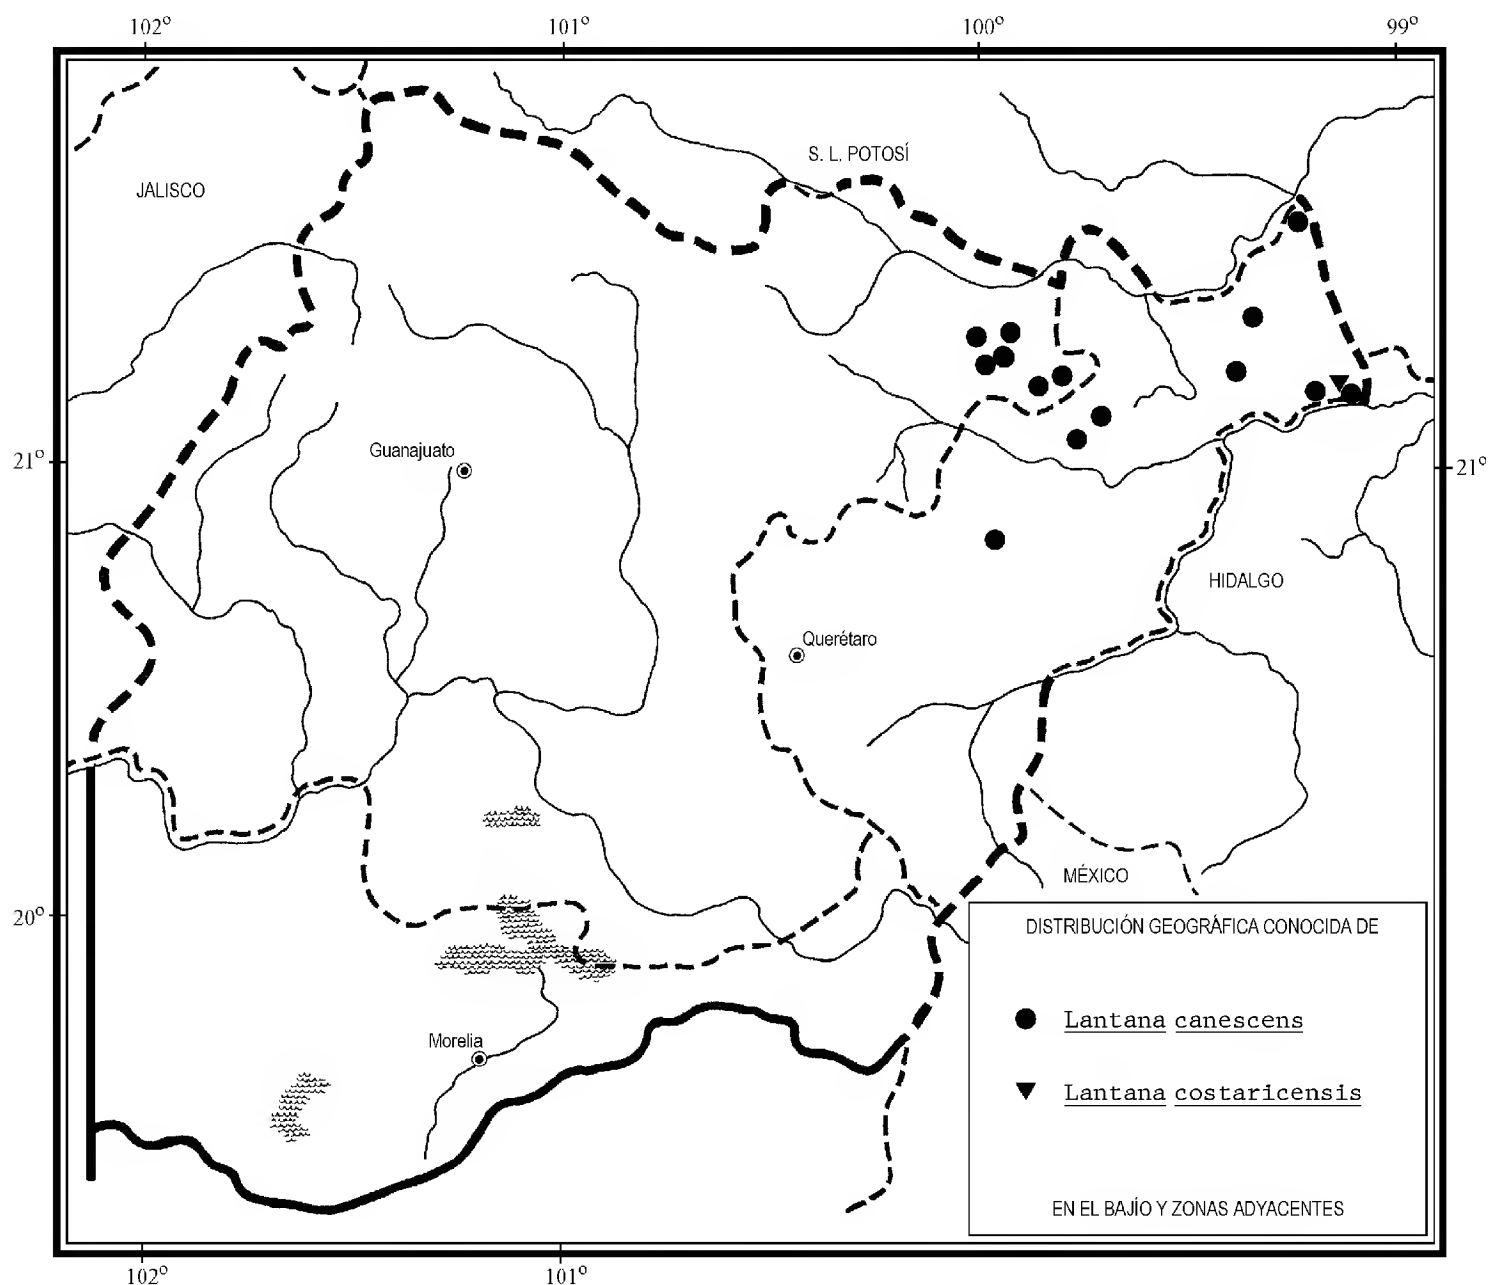 102°
101°
100°
99°
S. L. POTOSÍ
JALISCO
Guanajuato
21°
21°
HIDALGO
Querétaro
MÉXICO
20°
DISTRIBUCIÓN GEOGRÁFICA CONOCIDA DE
Lantana canescens
Morelia
Lantana costaricensis
EN EL BAJÍO Y ZONAS ADYACENTES
102°
101°